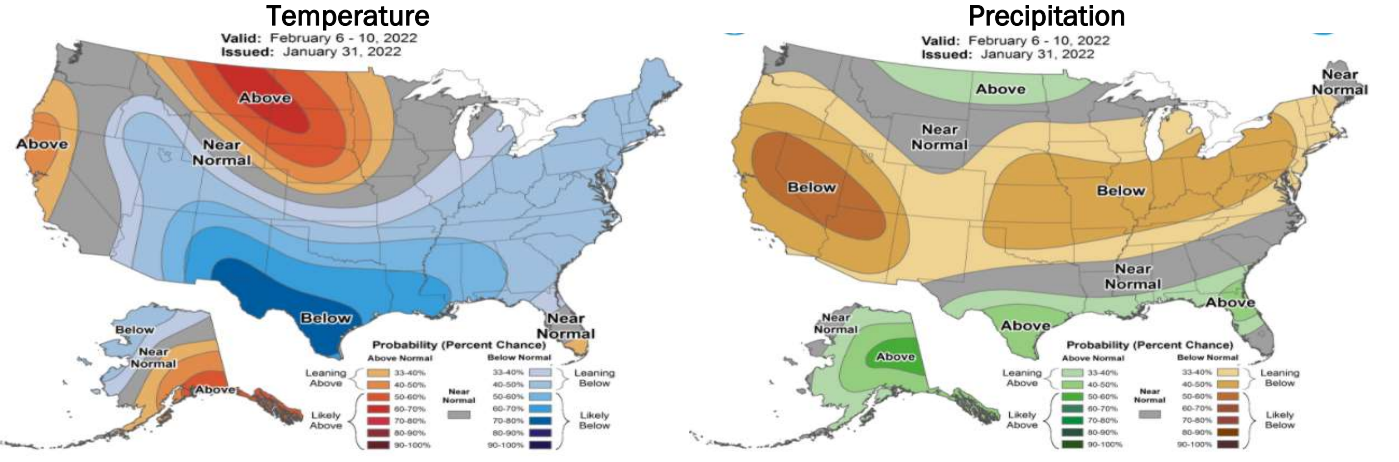 Temperature
Valid: February 6 - 10, 2022
Issued: January 31, 2022
Above
Above
Near
Normal
Below
Near
Normal
Below
Near
Normal
Above
Probability (Percent Chance)
Above Normal
Below Normal
Leaning
Above
33-40%
40-50%
50-60%
60-70%
70-80%
80-90%
90-100%
Likely
Above
Near
Normal
33-40%
40-50%
50-60%
60-70%
70-80%
80-90%
90-100%
Leaning
Below
Likely
Below
Precipitation
Valid: February 6 - 10, 2022
Issued: January 31, 2022
Near
Normal
Above
Near
Normal
Below
Below
Near
Normal
Above
Above
Near
Normal
Above
Probability (Percent Chance)
Above Normal
Below Normal
Leaning
Above
33-40%
40-50%
50-60%
60-70%
70-80%
80-90%
90-100%
Likely
Above
Near
Normal
33-40%
40-50%
50-60%
60-70%
70-80%
80-90%
90-100%
Leaning
Below
Likely
Below